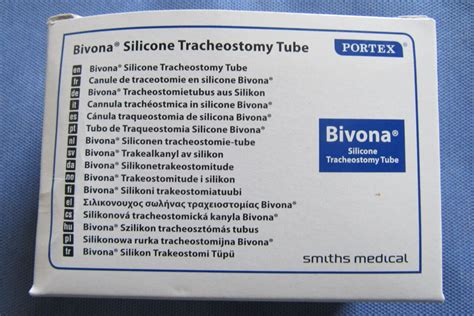 Bivona® Silicone Tracheostomy Tube
PORTEX®
en Bivona® Silicone Tracheostomy Tube
fr Canule de traceotomie en silicone Bivona®
de Bivona® Tracheostomietubus aus Silikon
it Cannula trachéostmica in silicone Bivona®
es Cánula traqueostomia de silicona Bivona®
pt Tubo de Traqueostomia Silicone Bivona®
nl Bivona® Siliconen tracheostomie-tube
sv Bivona® Trakealkanyl av silikon
da Bivona® Silikonetrakeostomitude
no Bivona® Trakeostomitude i silikon
fi Bivona® Silikoni trakeostomiatuubi
el Σιλικονουχος σωλήνας τραχειοστομίας Bivona®
cs Silikonová tracheostomická kanyla Bivona®
hu Bivona® Szilikon tracheosztómás tubus
pl Silikonowa rurka tracheostomijna Bivona®
tr Bivona® Silikon Trakeostomi Tüpü
Bivona®
Silicone
Tracheostomy Tube
smiths medical